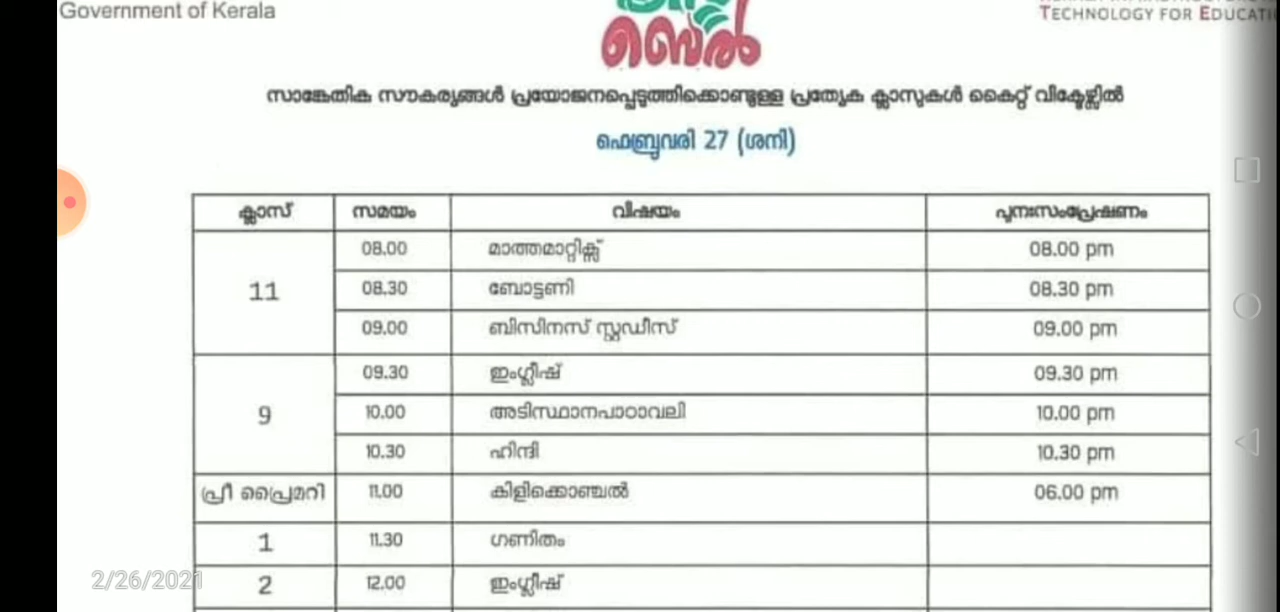 Government of Kerala
TECHNOLOGY FOR EDUCATI
ബെൽ
സാങ്കേതിക സൗകര്യങ്ങൾ പ്രയോജനപ്പെടുത്തിക്കൊണ്ടുള്ള പ്രത്യേക ക്ലാസുകൾ കൈറ്റ് വിക്ടേഴ്സിൽ
ഫെബ്രുവരി 27 (ശനി)
ക്ലാസ് സമയം വിഷയം പുനഃസംപ്രേഷണം
11 08.00 മാത്തമാറ്റിക്സ് 08.00 pm
08.30 ബോട്ടണി 08.30 pm
09.00 ബിസിനസ് സ്റ്റഡീസ് 09.00 pm
9 09.30 ഇംഗ്ലീഷ് 09.30 pm
10.00 അടിസ്ഥാനപാഠാവലി 10.00 pm
10.30 ഹിന്ദി 10.30 pm
പ്രീ പ്രൈമറി 11.00 കിളിക്കൊഞ്ചൽ 06.00 pm
1 11.30 ഗണിതം
2 12.00 ഇംഗ്ലീഷ്
2/26/2021